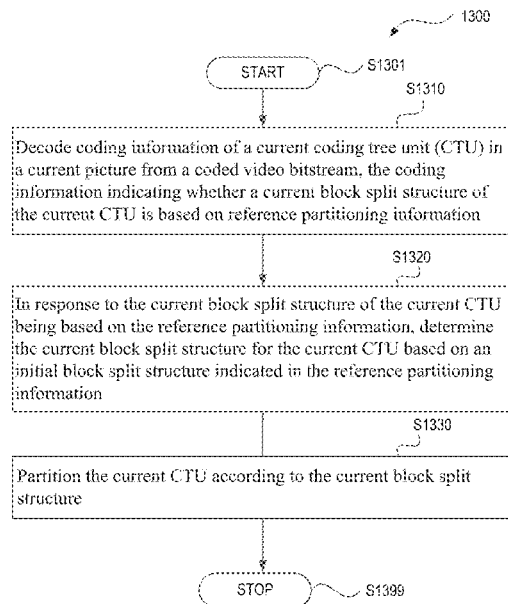 1300
START
S1301
S1310
Decode coding information of a current coding tree unit (CTU) in
a current picture from a coded video bitstream, the coding
information indicating whether a current block split structure of
the current CTU is based on reference partitioning information
S1320
In response to the current block split structure of the current CTU
being based on the reference partitioning information, determine
the current block split structure for the current CTU based on an
initial block split structure indicated in the reference partitioning
information
S1330
Partition the current CTU according to the current block split
structure
STOP
S1399